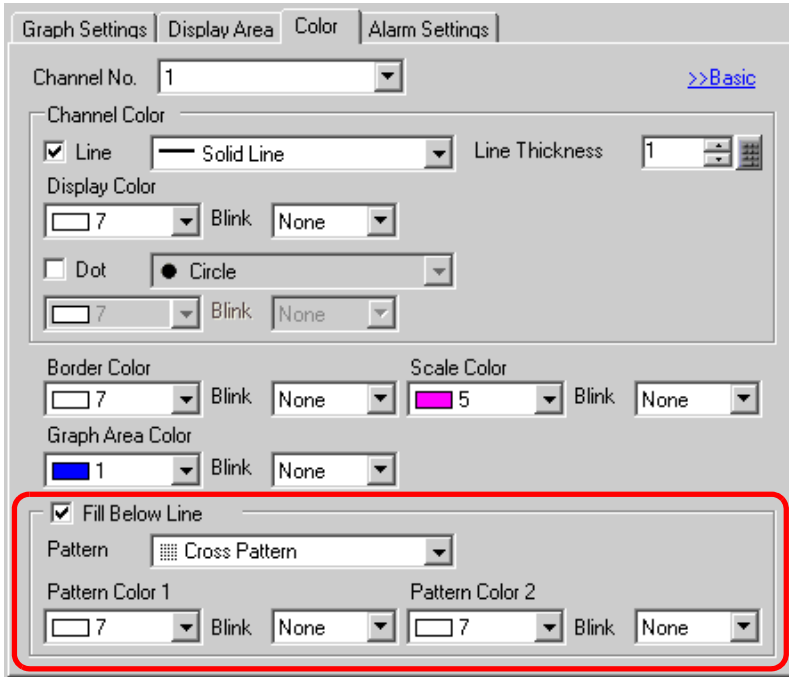 Graph Settings Display Area Color Alarm Settings
Channel No. 1 >>Basic
Channel Color
Line Solid Line Line Thickness 1
Display Color
7 Blink None
Dot Circle
7 Blink None
Border Color Scale Color
7 Blink None 5 Blink None
Graph Area Color
1 Blink None
Fill Below Line
Pattern Cross Pattern
Pattern Color 1 Pattern Color 2
7 Blink None 7 Blink None